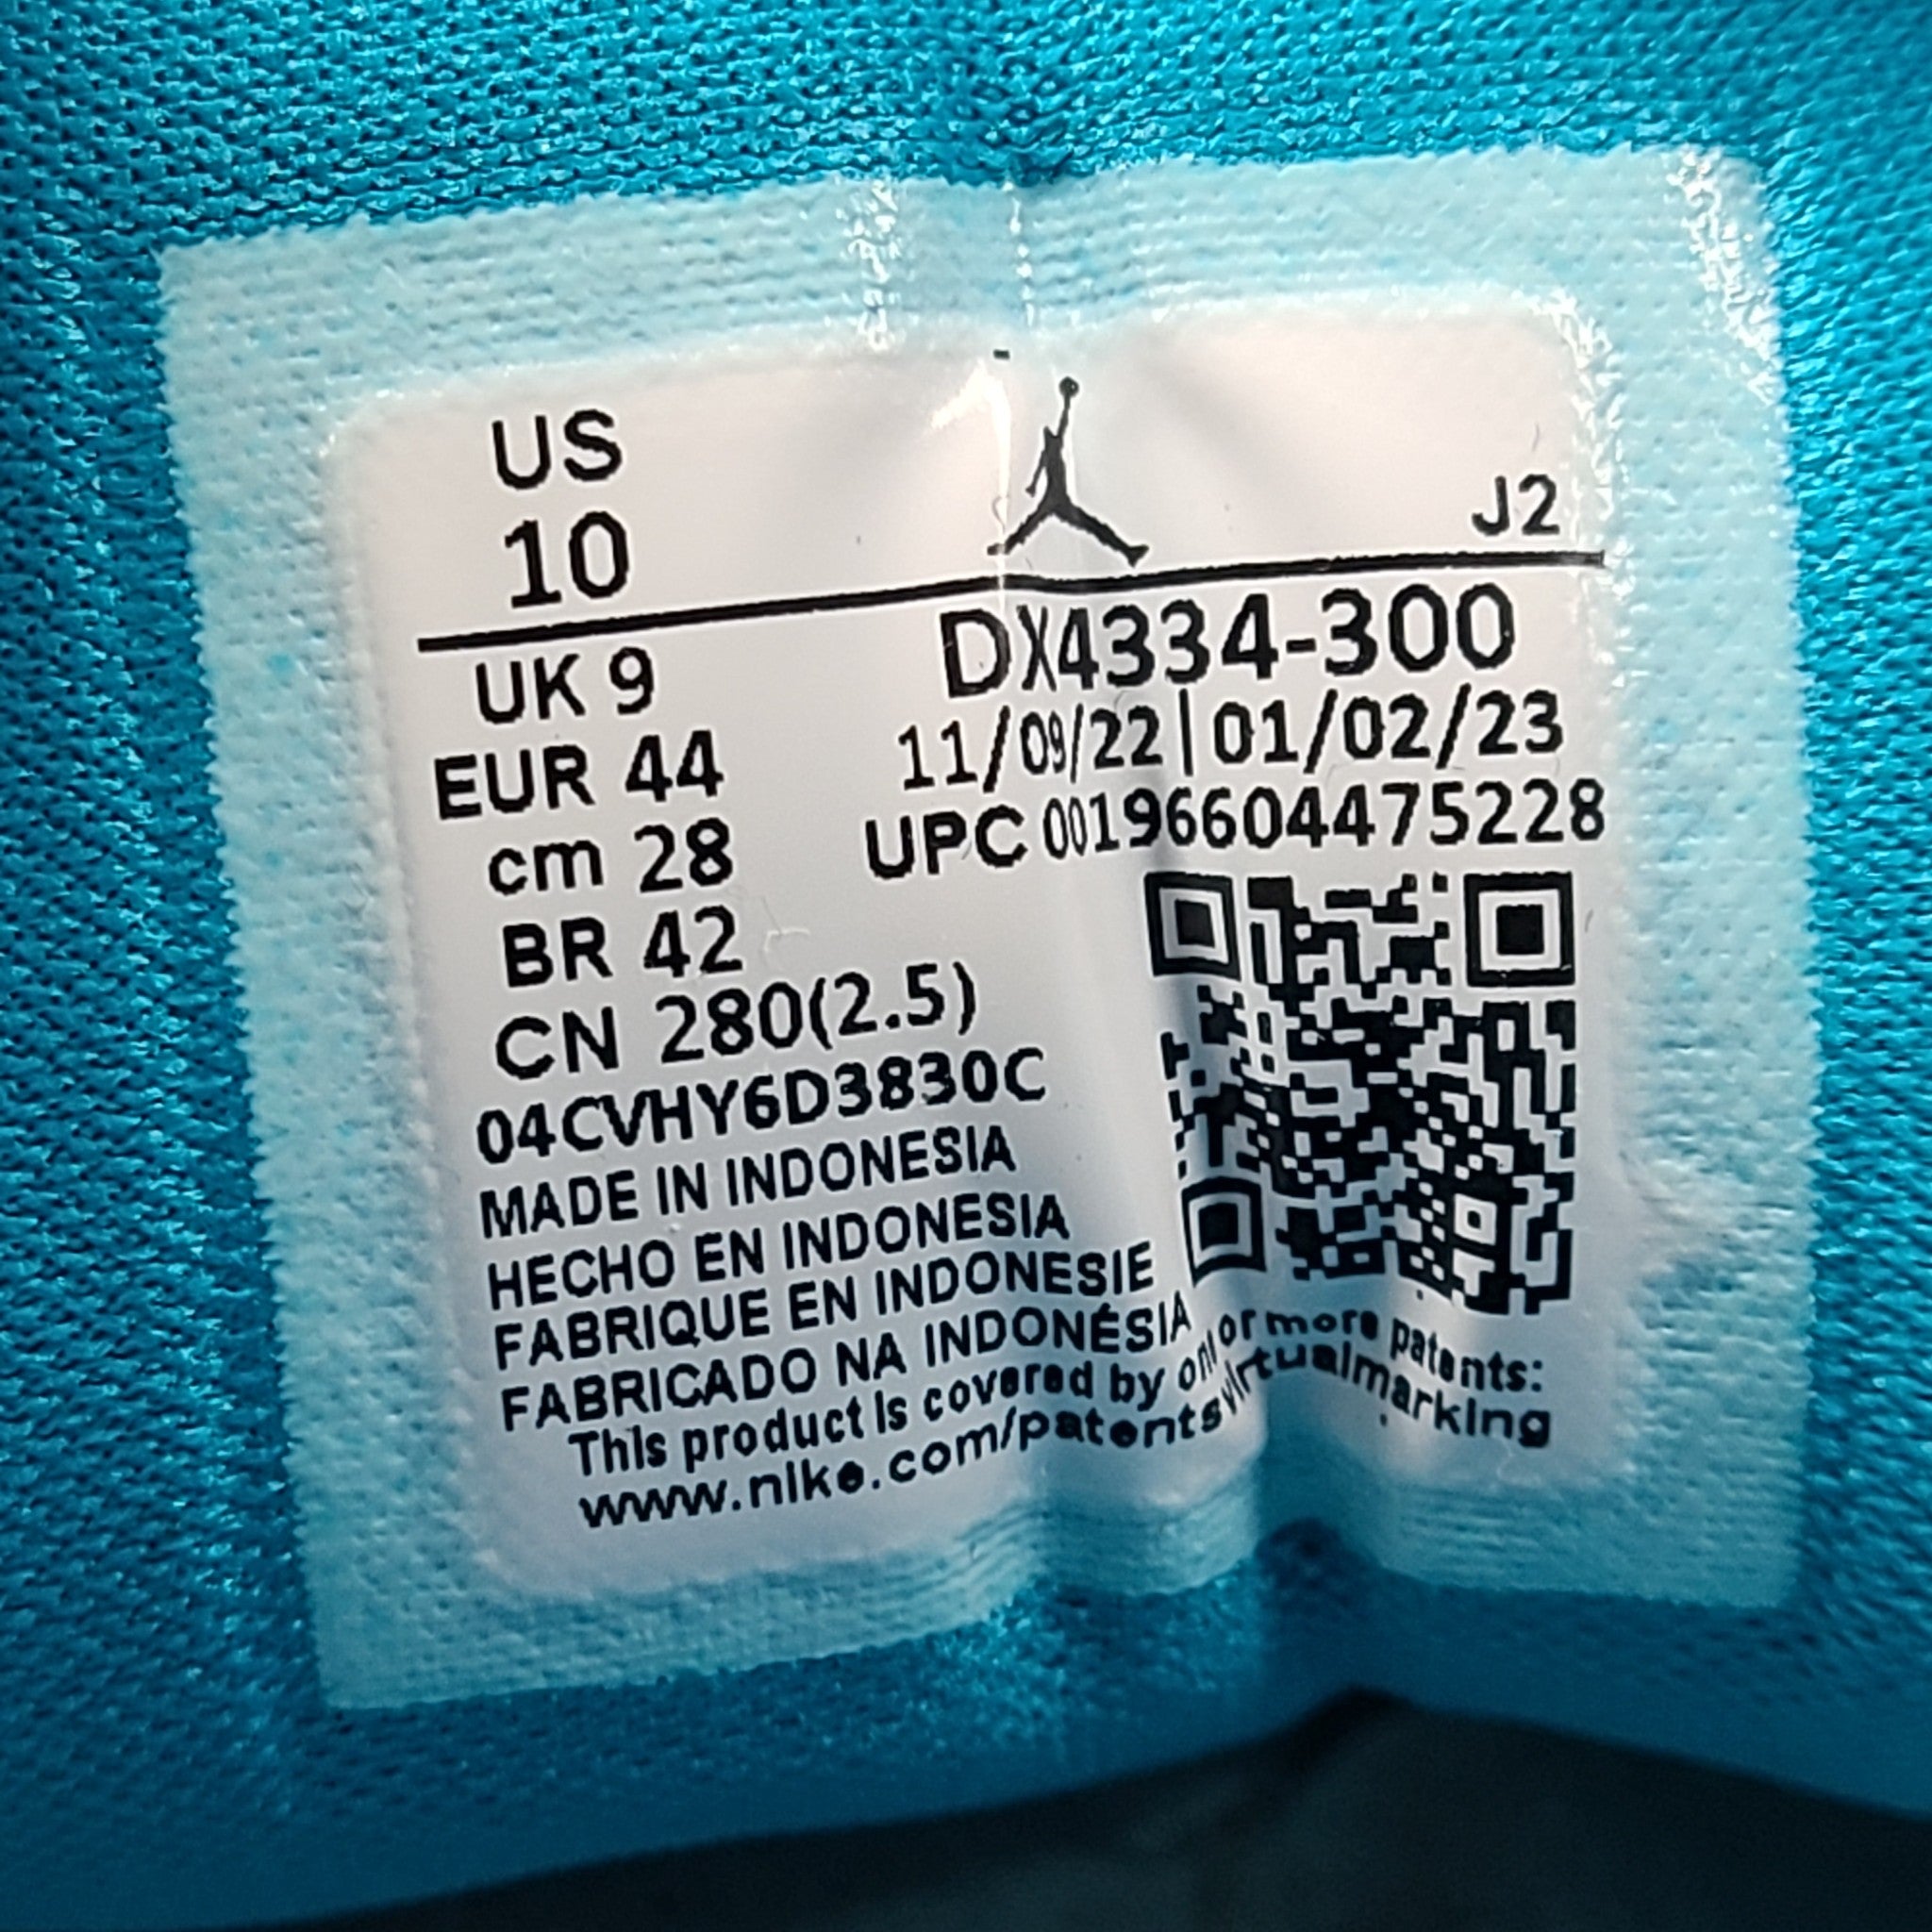 US
10
J2
UK 9
DX4334-300
EUR 44
11/09/22|01/02/23
cm 28
UPC 00196604475228
BR 42
CN 280(2.5)
04CVHY6D3830C
MADE IN INDONESIA
HECHO EN INDONESIA
FABRIQUE EN INDONESIE
FABRICADO NA INDONÉSIA
This product is covered by one or more patents:
www.nike.com/patentsvirtualmarking